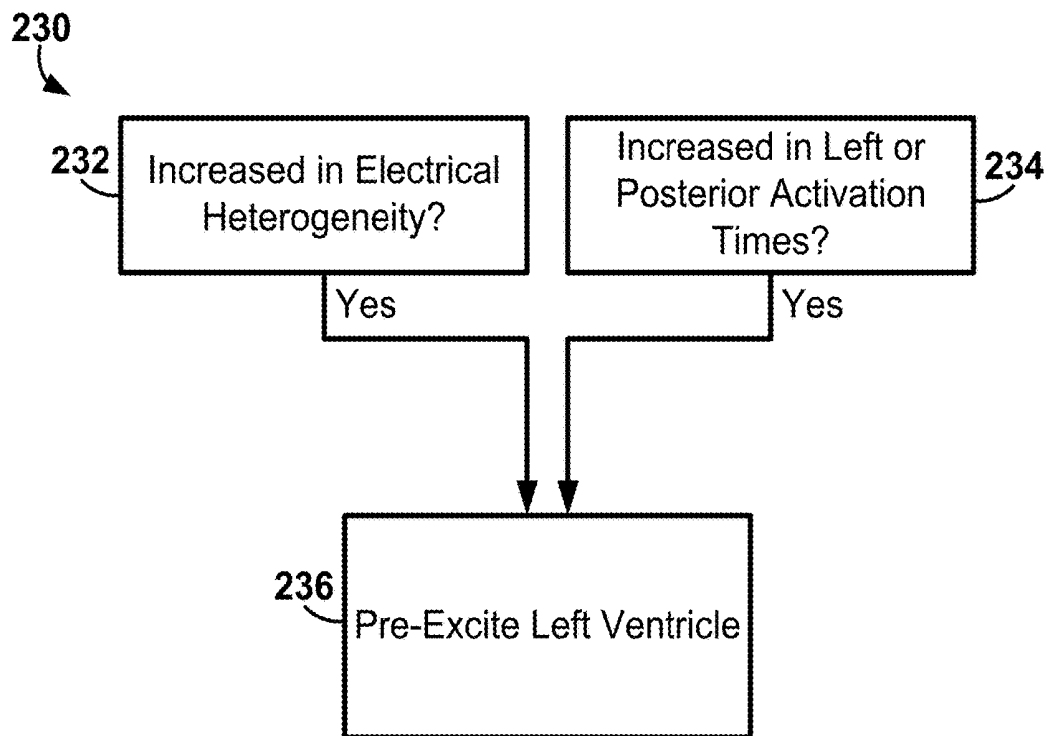 230
232
Increased in Electrical
Heterogeneity?
Increased in Left or
Posterior Activation
Times?
234
Yes
Yes
236
Pre-Excite Left Ventricle